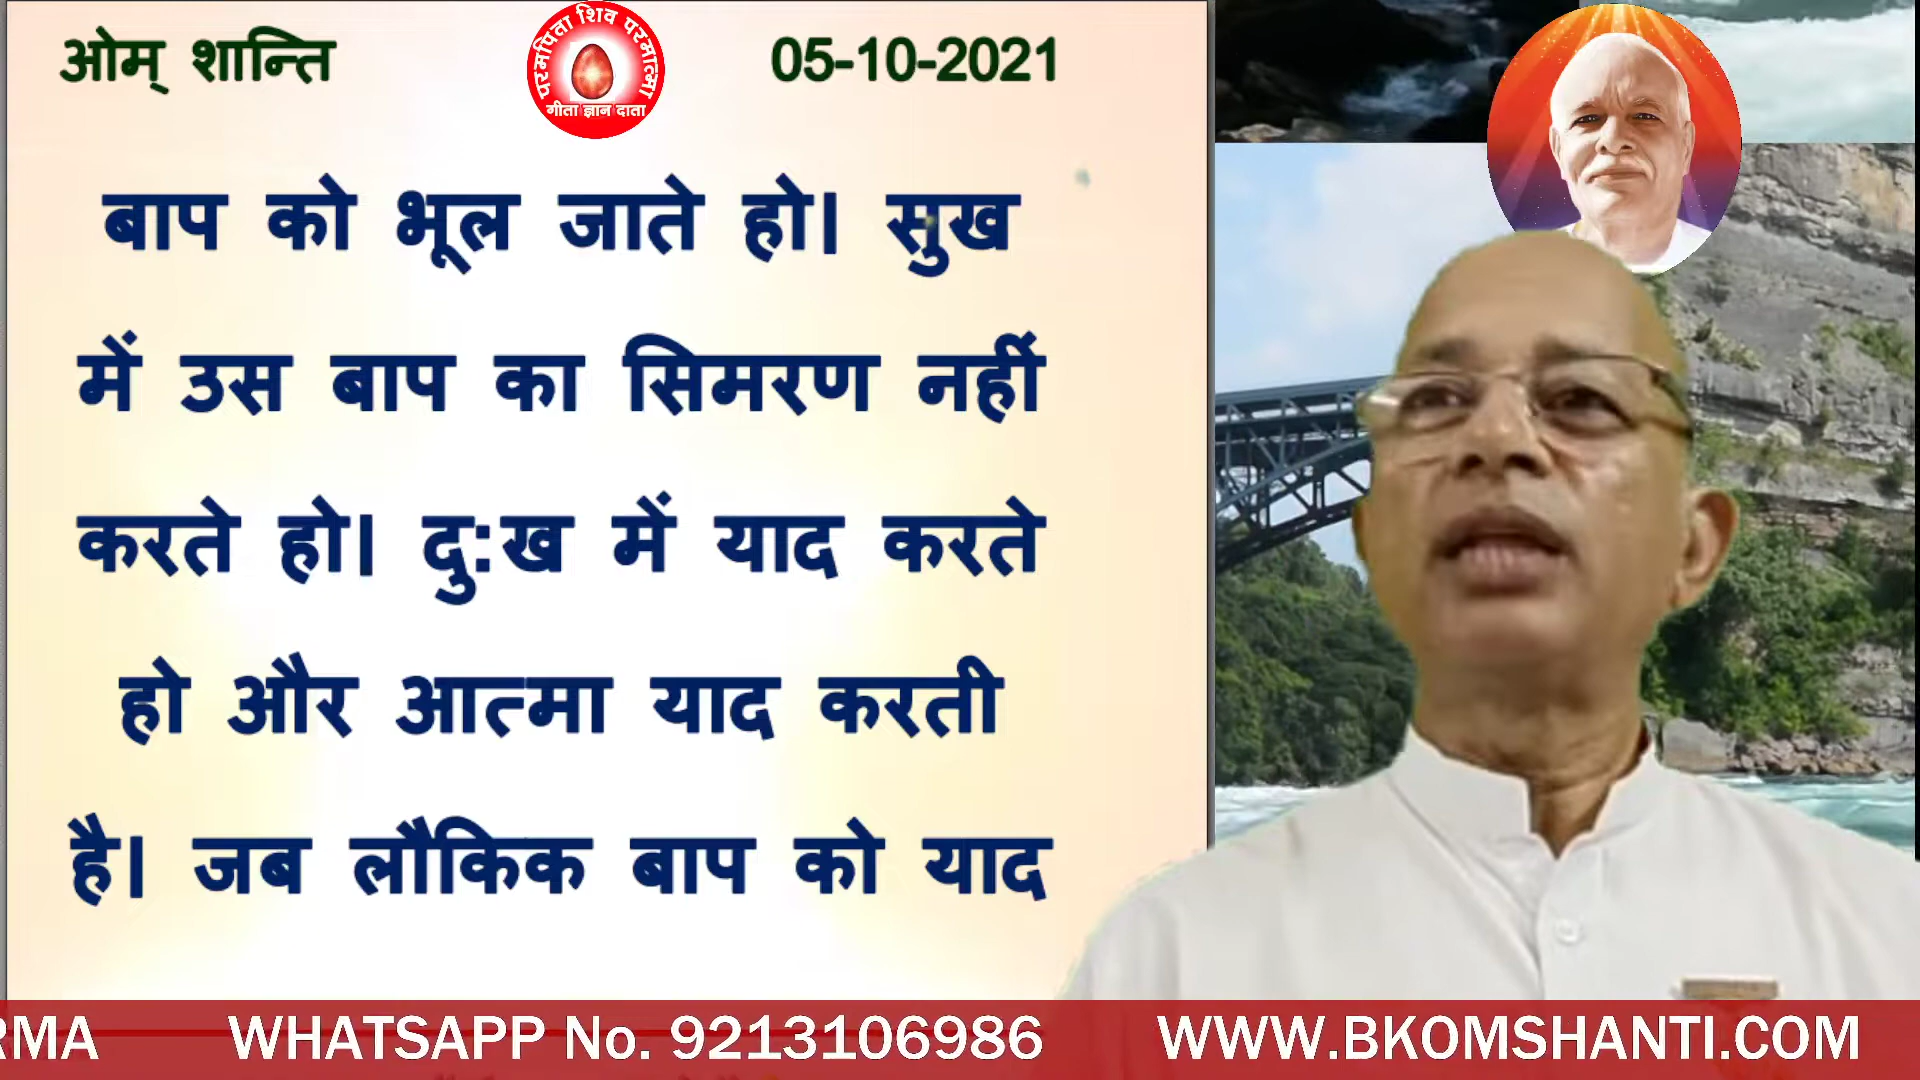 ओम् शान्ति
परमपिता शिव परमात्मा
गीता ज्ञान दाता
05-10-2021
बाप को भूल जाते हो। सुख
में उस बाप का सिमरण नहीं
करते हो। दु:ख में याद करते
हो और आत्मा याद करती
है। जब लौकिक बाप को याद
RMA WHATSAPP No. 9213106986 WWW.BKOMSHANTI.COM